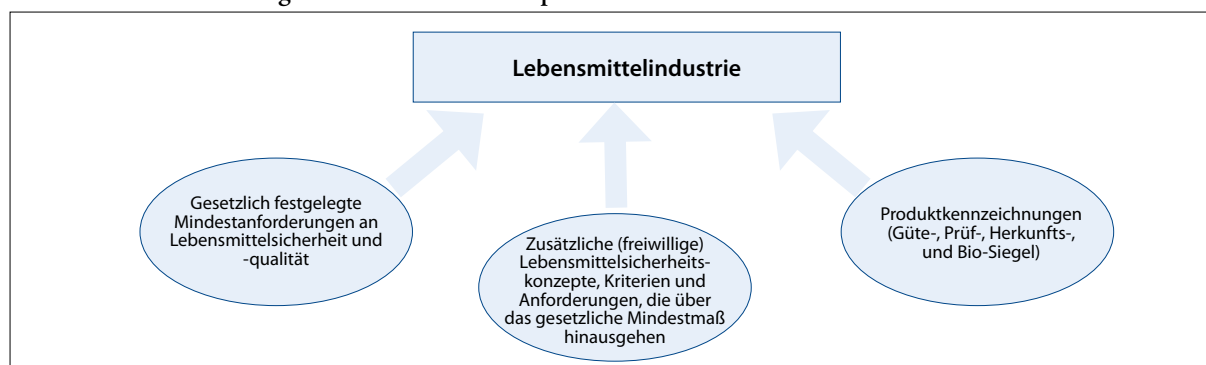 Lebensmittelindustrie
Gesetzlich festgelegte
Mindestanforderungen an
Lebensmittelsicherheit und
-qualität
Zusätzliche (freiwillige)
Lebensmittelsicherheits-
konzepte, Kriterien und
Anforderungen, die über
das gesetzliche Mindestmaß
hinausgehen
Produktkennzeichnungen
(Güte-, Prüf-, Herkunfts-,
und Bio-Siegel)